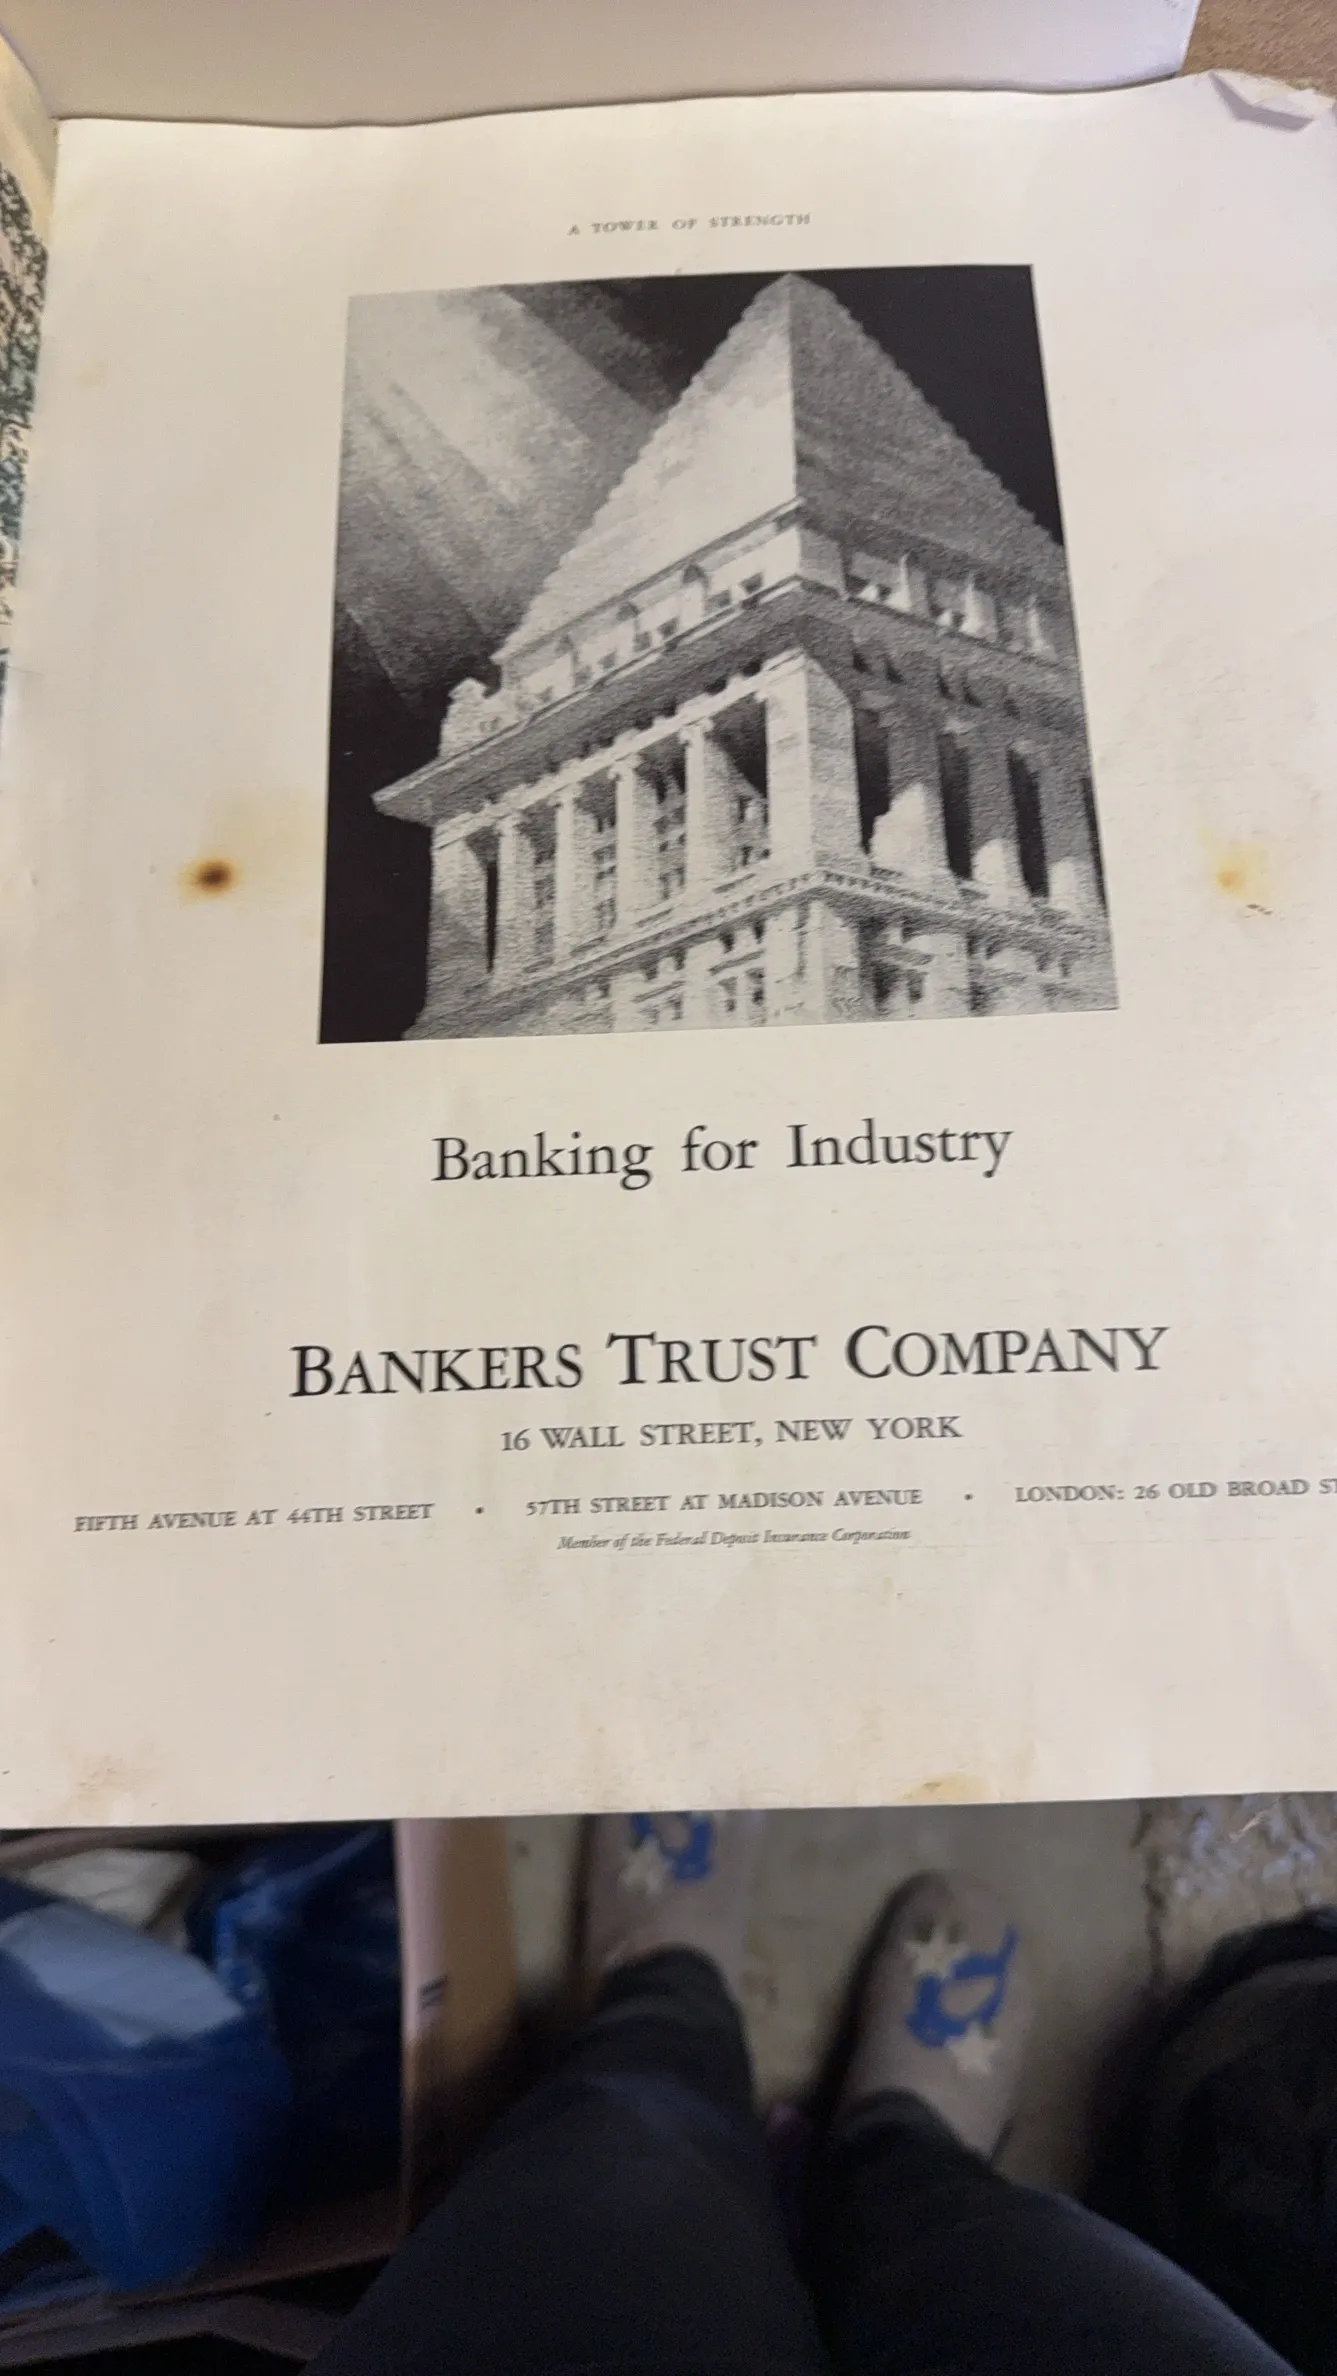 A TOWER OF STRENGTH
Banking for Industry
BANKERS TRUST COMPANY
16 WALL STREET, NEW YORK
FIFTH AVENUE AT 44TH STREET • 57TH STREET AT MADISON AVENUE • LONDON: 26 OLD BROAD ST
Member of the Federal Deposit Insurance Corporation